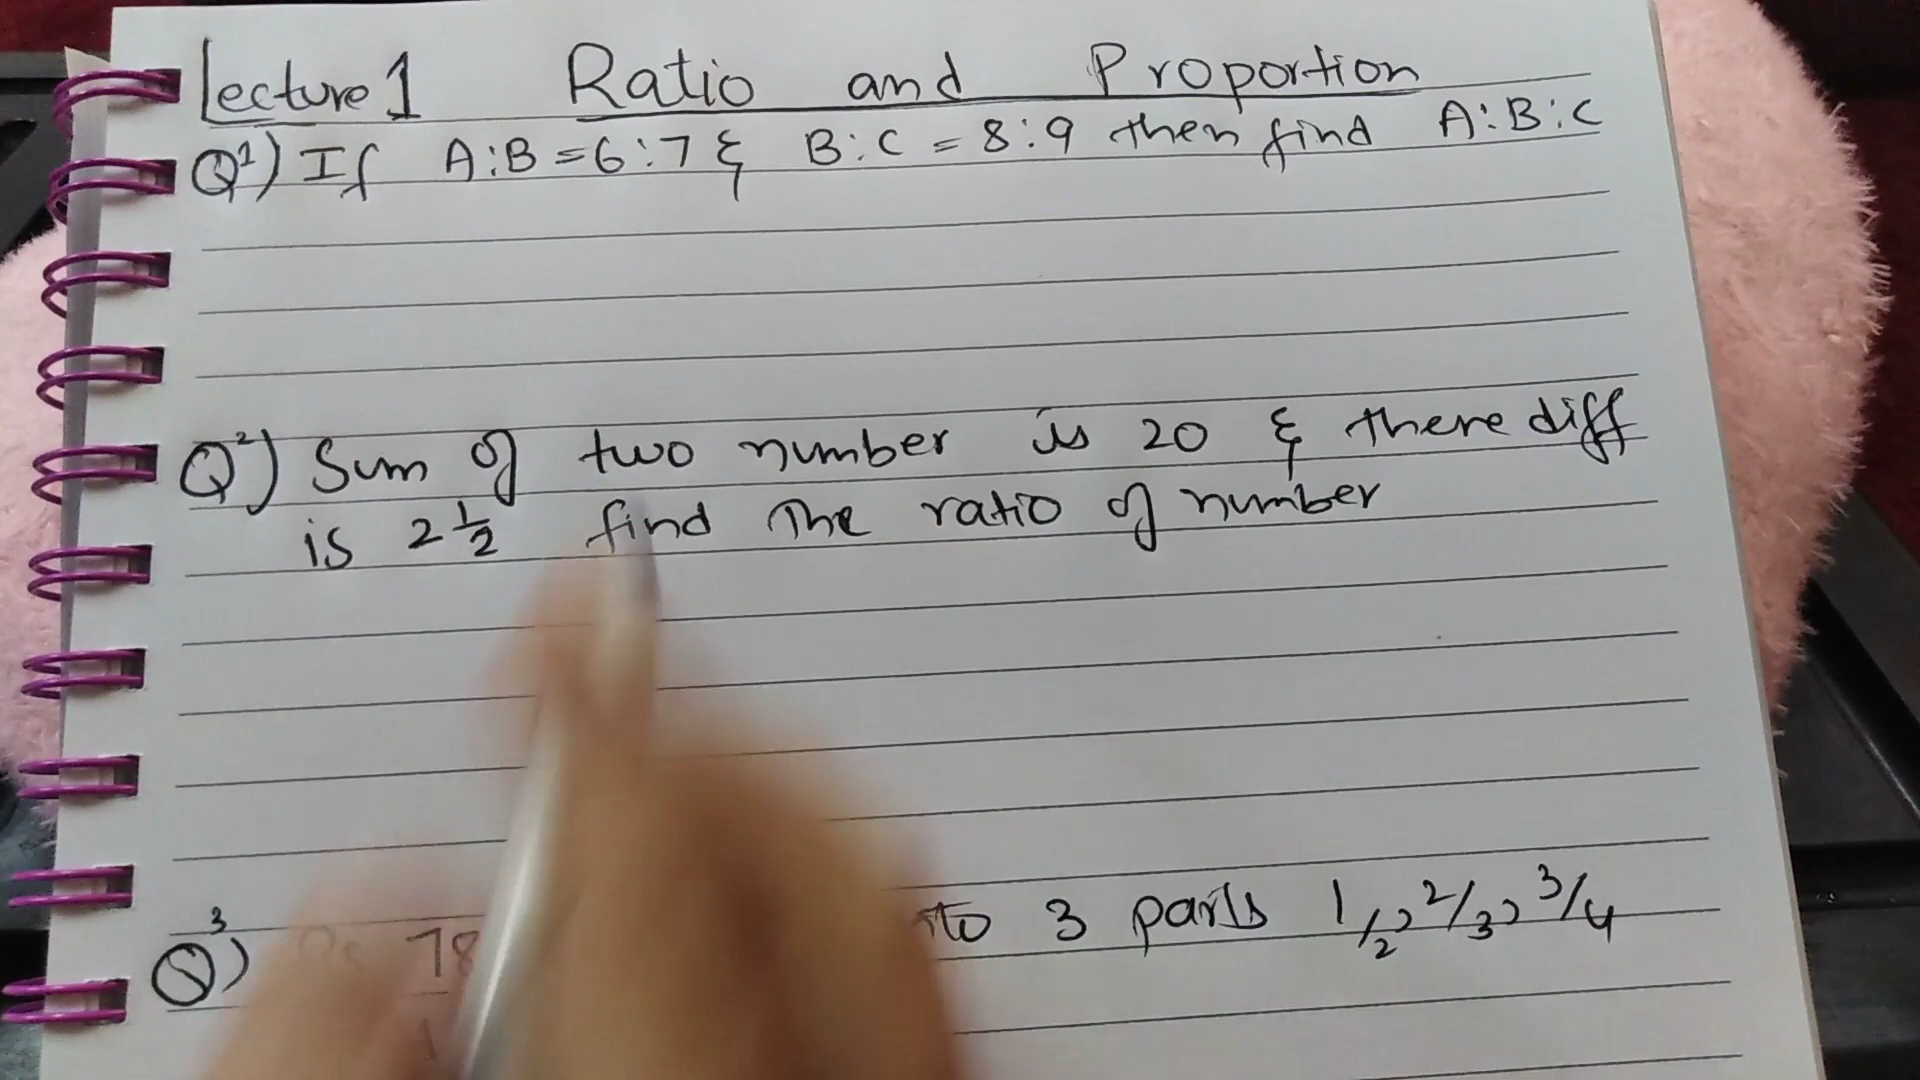 Lecture 1 Ratio and Proportion
Q1) If A:B = 6:7 & B:C = 8:9 then find A:B:C
Q2) Sum of two number is 20 & there diff
is 2 1/2 find the ratio of number
Q3) Rs 78 to 3 parts 1/2, 2/3, 3/4